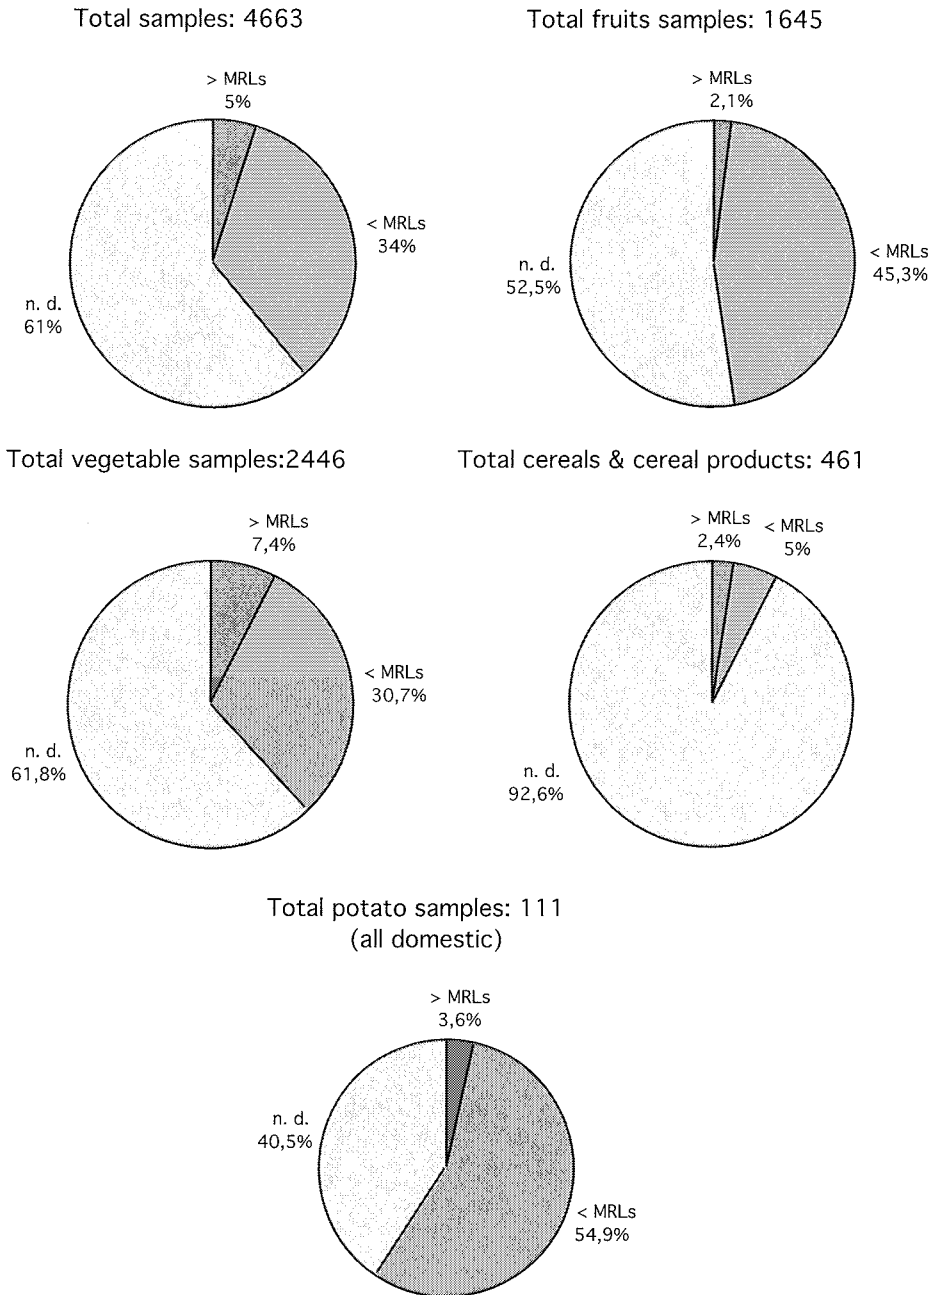 Total samples: 4663
> MRLs
5%
< MRLs
34%
n. d.
61%
Total fruits samples: 1645
> MRLs
2,1%
< MRLs
45,3%
n. d.
52,5%
Total vegetable samples:2446
> MRLs
7,4%
< MRLs
30,7%
n. d.
61,8%
Total cereals & cereal products: 461
> MRLs
2,4%
< MRLs
5%
n. d.
92,6%
Total potato samples: 111
(all domestic)
> MRLs
3,6%
n. d.
40,5%
< MRLs
54,9%